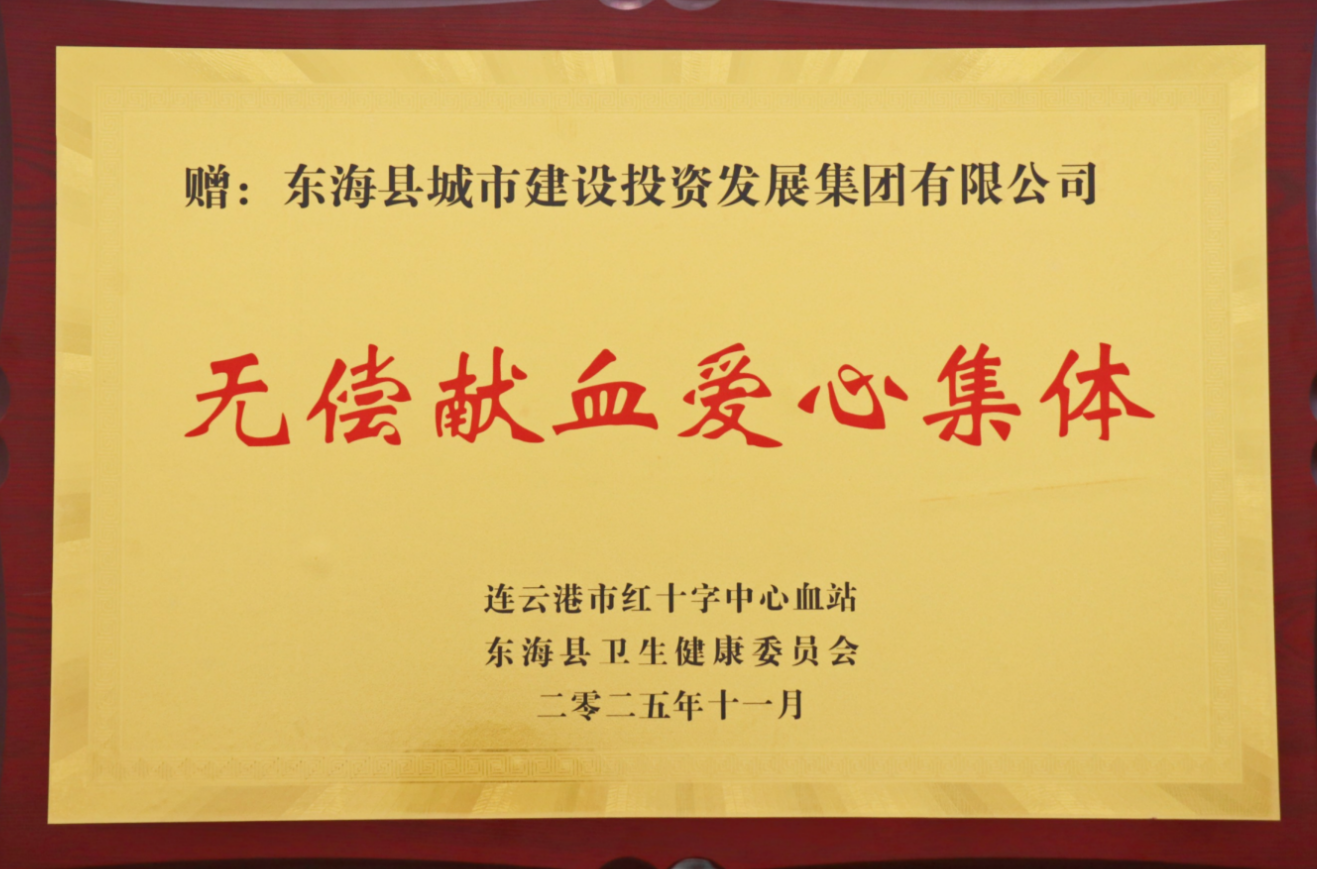 赠：东海县城市建设投资发展集团有限公司
无偿献血爱心集体
连云港市红十字中心血站
东海县卫生健康委员会
二零二五年十一月